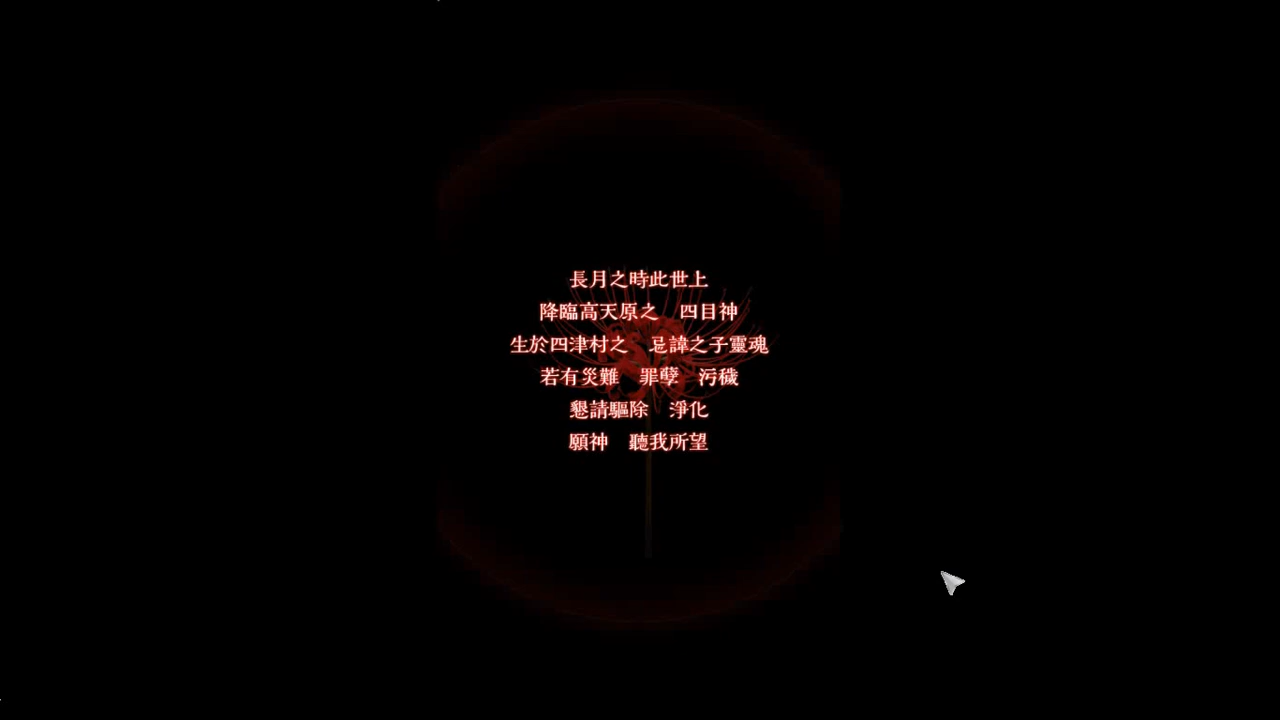 長月之時此世上
降臨高天原之　四目神
生於四津村之　忌諱之子靈魂
若有災難　罪孽　污穢
懇請驅除　淨化
願神　聽我所望